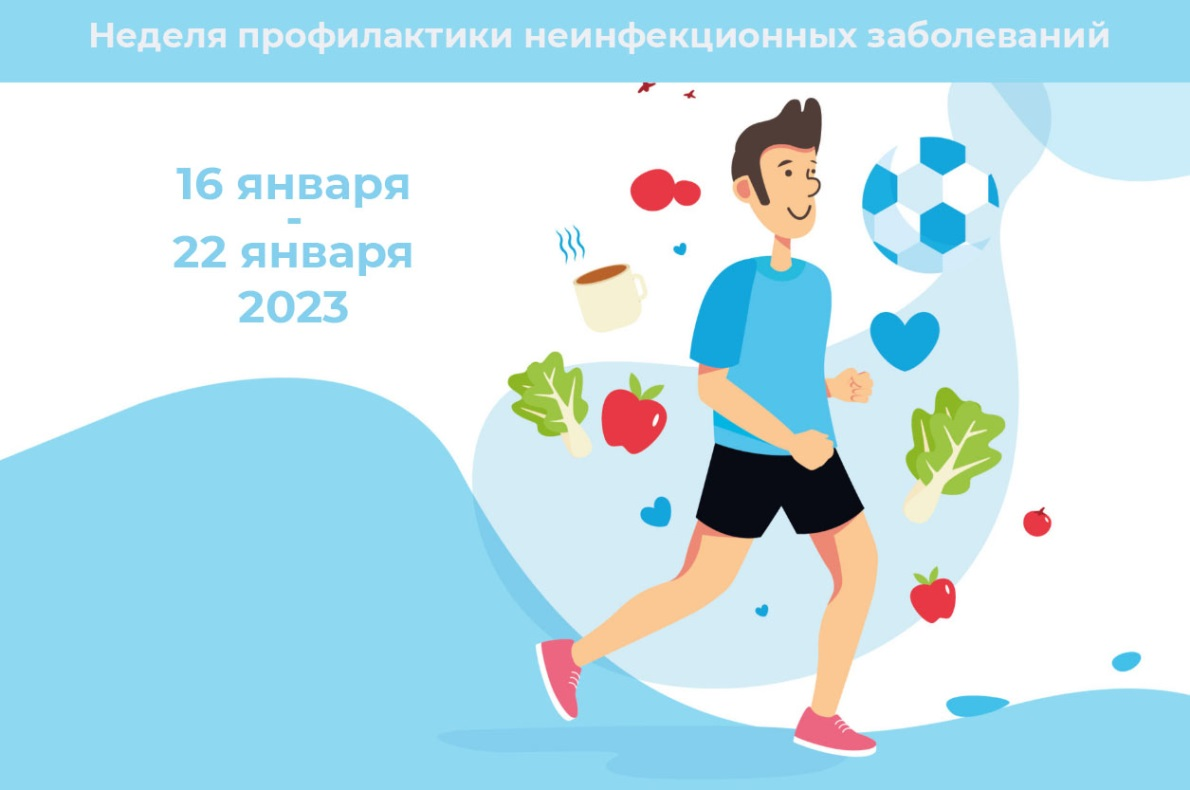 Неделя профилактики неинфекционных заболеваний
16 января
-
22 января
2023